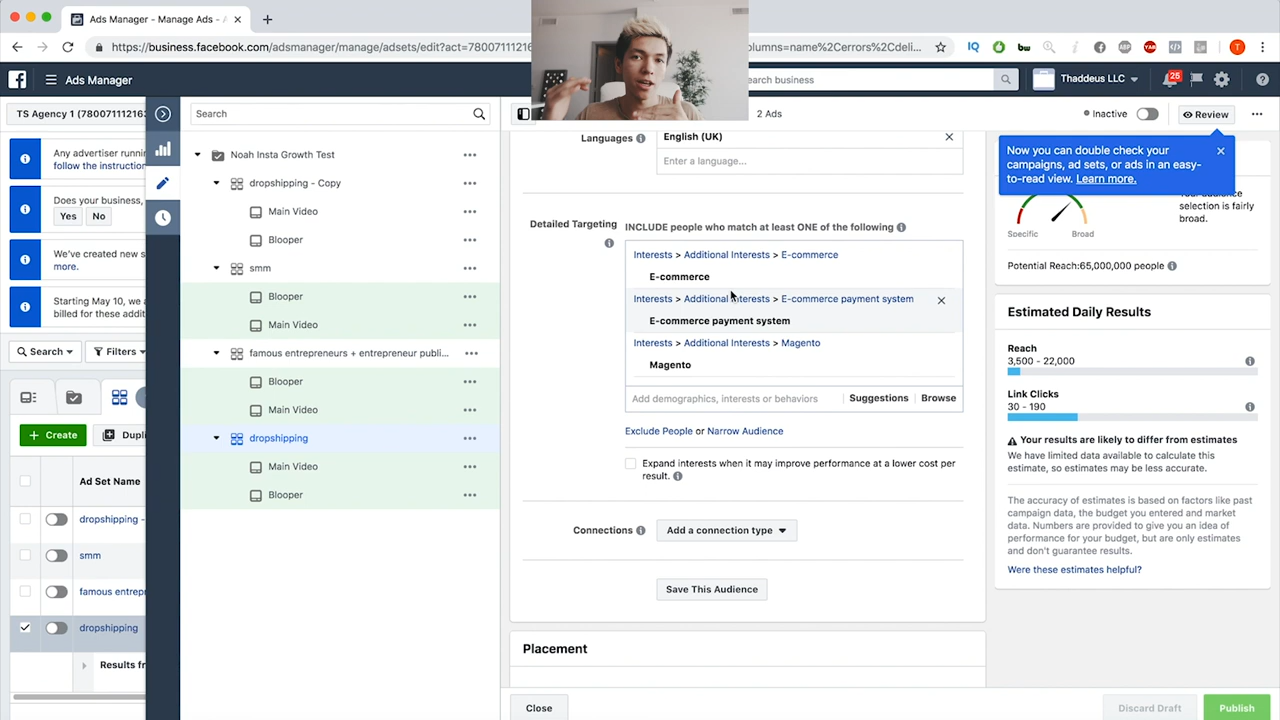 Ads Manager - Manage Ads -
https://business.facebook.com/adsmanager/manage/adsets/edit?act=78007111216
olumns=name%2Cerrors%2Cdeli...
IQ
bw
ASP
YAB
T
Ads Manager
earch business
Thaddeus LLC
25
TS Agency 1 (78007111216
Search
2 Ads
Inactive
Review
Any advertiser runnin
follow the instruction
Does your business,
Yes
No
We've created new s
more.
Starting May 10, we a
billed for these addit
Search
Filters
Create
Dupli
Ad Set Name
dropshipping -
smm
famous entrep
dropshipping
Results fr
Noah Insta Growth Test
dropshipping - Copy
Main Video
Blooper
smm
Blooper
Main Video
famous entrepreneurs + entrepreneur publi...
Blooper
Main Video
dropshipping
Main Video
Blooper
Languages
English (UK)
Enter a language...
Detailed Targeting
INCLUDE people who match at least ONE of the following
Interests > Additional Interests > E-commerce
E-commerce
Interests > Additional Interests > E-commerce payment system
E-commerce payment system
Interests > Additional Interests > Magento
Magento
Add demographics, interests or behaviors
Suggestions
Browse
Exclude People or Narrow Audience
Expand interests when it may improve performance at a lower cost per
result.
Connections
Add a connection type
Save This Audience
Placement
Close
Discard Draft
Publish
Now you can double check your
campaigns, ad sets, or ads in an easy-
to-read view. Learn more.
selection is fairly
broad.
Specific
Broad
Potential Reach:65,000,000 people
Estimated Daily Results
Reach
3,500 - 22,000
Link Clicks
30 - 190
Your results are likely to differ from estimates
We have limited data available to calculate this
estimate, so estimates may be less accurate.
The accuracy of estimates is based on factors like past
campaign data, the budget you entered and market
data. Numbers are provided to give you an idea of
performance for your budget, but are only estimates
and don't guarantee results.
Were these estimates helpful?